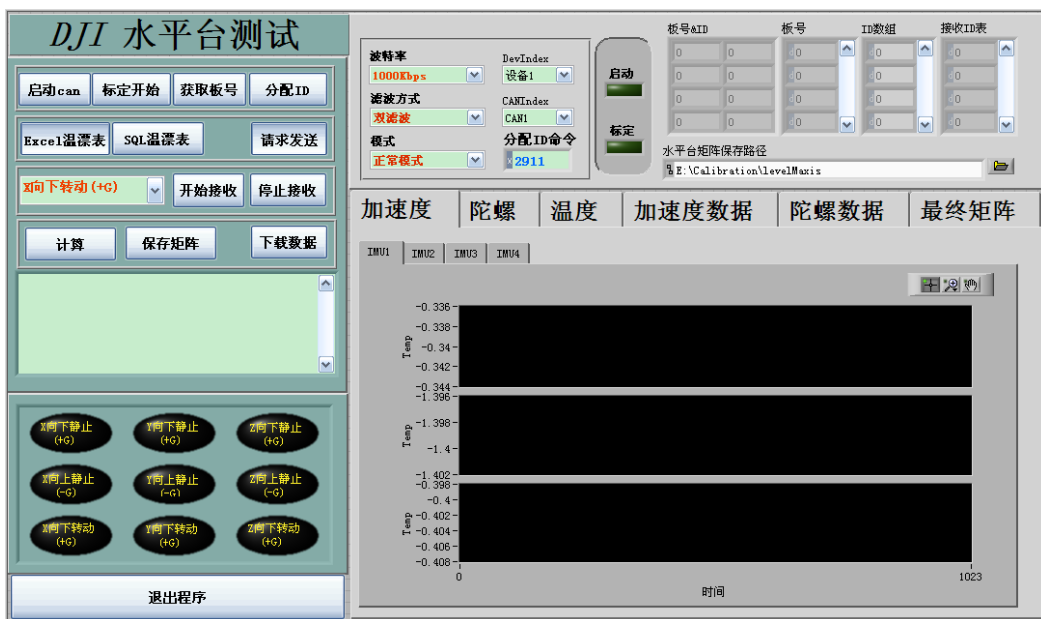 DJI 水平台测试
启动can 标定开始 获取板号 分配ID
Excel温漂表 SQL温漂表 请求发送
X向下转动(+G) 开始接收 停止接收
计算 保存矩阵 下载数据
X向下静止 (+G) Y向下静止 (+G) Z向下静止 (+G)
X向上静止 (-G) Y向上静止 (-G) Z向上静止 (-G)
X向下转动 (+G) Y向下转动 (+G) Z向下转动 (+G)
退出程序
波特率 DevIndex
1000Kbps 设备1
滤波方式 CANIndex
双滤波 CAN1
模式 分配ID命令
正常模式 x 2911
启动
标定
板号&ID 板号 ID数组 接收ID表
0 0 0 0 0
0 0 0 0 0
0 0 0 0 0
0 0 0 0 0
水平台矩阵保存路径
E:\Calibration\levelMaxis
加速度 陀螺 温度 加速度数据 陀螺数据 最终矩阵
IMU1 IMU2 IMU3 IMU4
-0.336
-0.338
-0.34
-0.342
-0.344
Temp
-1.396
-1.398
-1.4
-1.402
Temp
-0.398
-0.4
-0.402
-0.404
-0.406
-0.408
Temp
0 1023
时间